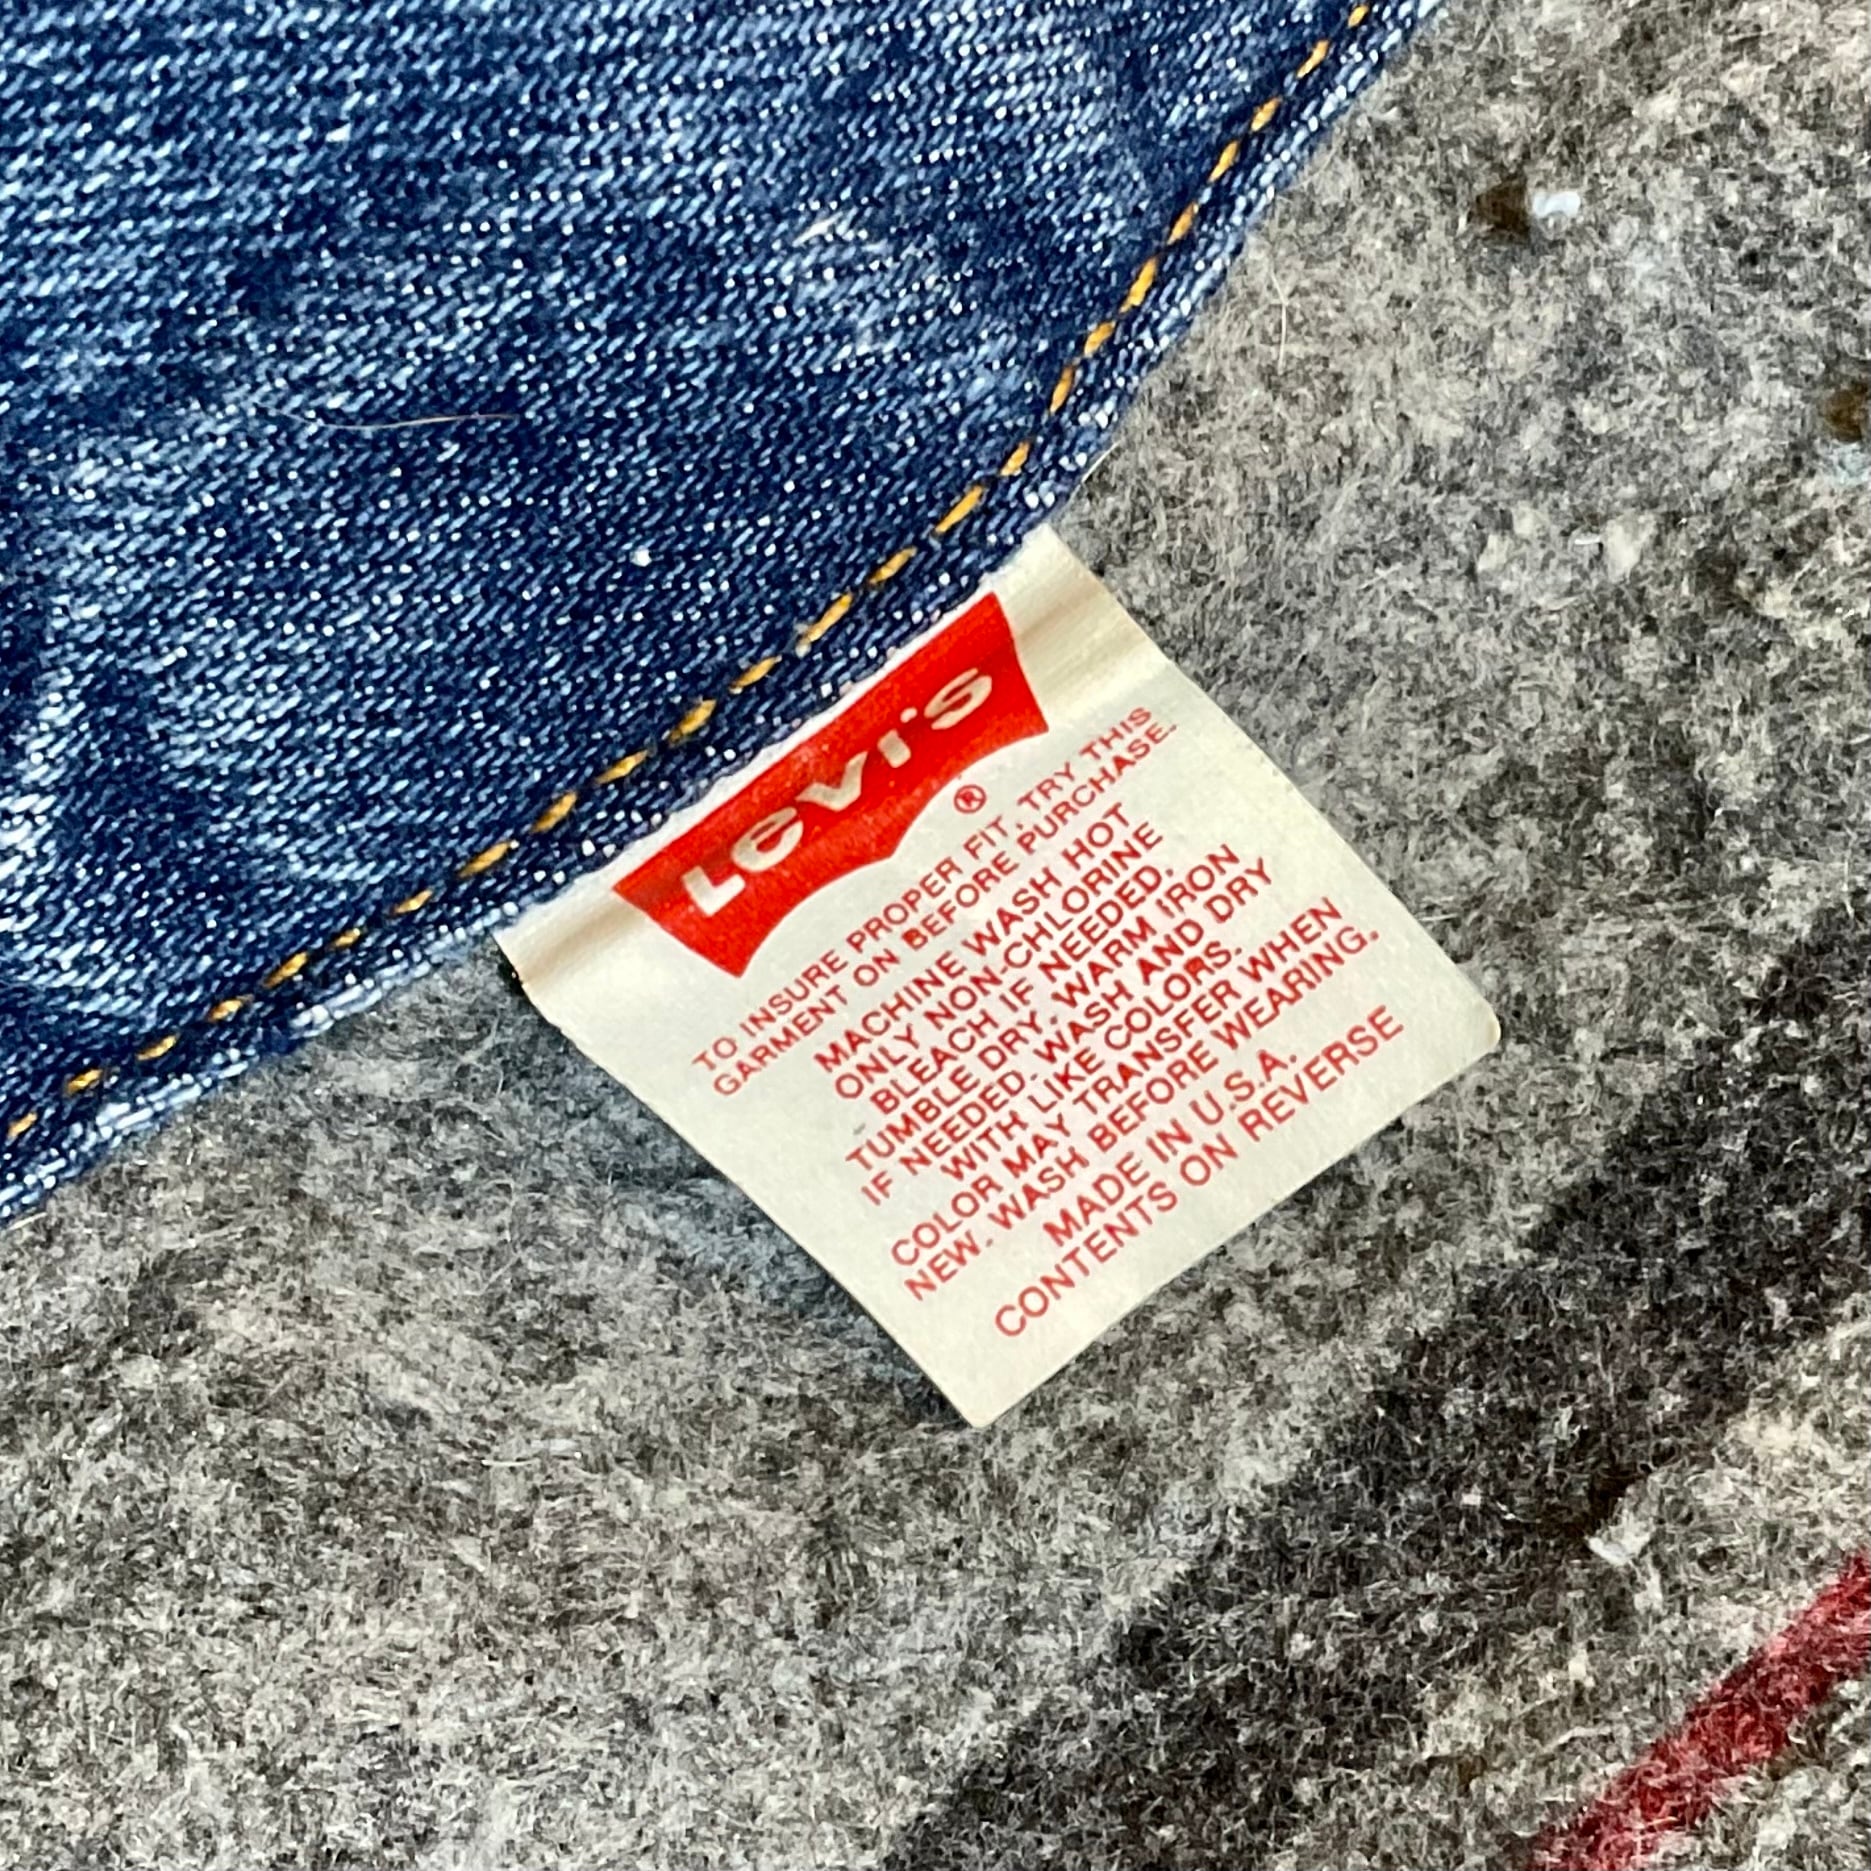 Levi's
®
TO INSURE PROPER FIT, TRY THIS
GARMENT ON BEFORE PURCHASE.
MACHINE WASH HOT
ONLY NON-CHLORINE
BLEACH IF NEEDED.
TUMBLE DRY. WARM IRON
IF NEEDED. WASH AND DRY
WITH LIKE COLORS.
COLOR MAY TRANSFER WHEN
NEW. WASH BEFORE WEARING.
MADE IN U.S.A.
CONTENTS ON REVERSE